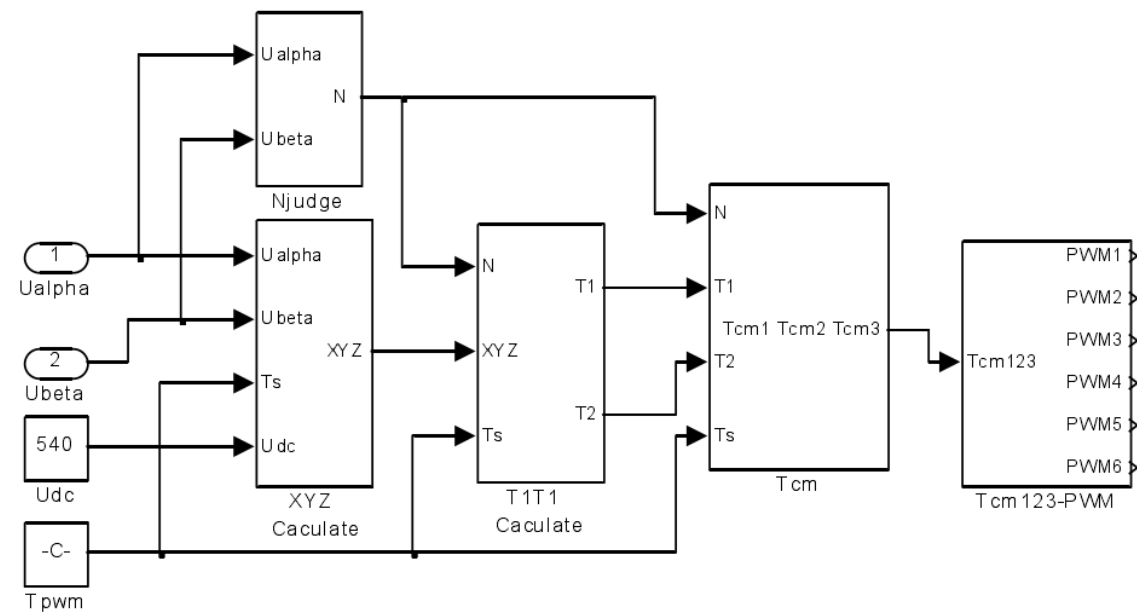 Ualpha
N
Ubeta
Njudge
1
Ualpha
2
Ubeta
540
Udc
-C-
Tpwm
Ualpha
Ubeta
XYZ
Ts
Udc
XYZ
Caculate
N
T1
XYZ
T2
Ts
T1T1
Caculate
N
T1
Tcm1 Tcm2 Tcm3
T2
Ts
Tcm
Tcm123
PWM1
PWM2
PWM3
PWM4
PWM5
PWM6
Tcm123-PWM